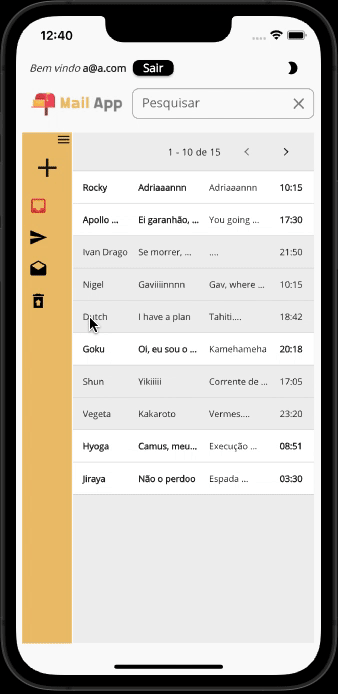 12:40
Bem vindo a@a.com Sair
Mail App Pesquisar
1 - 10 de 15
Rocky Adriaaannn Adriaaannn 10:15
Apollo ... Ei garanhão, ... You going ... 17:30
Ivan Drago Se morrer, ... .... 21:50
Nigel Gaviiiinnnn Gav, where ... 10:15
Dutch I have a plan Tahiti.... 18:42
Goku Oi, eu sou o ... Kamehameha 20:18
Shun Yikiiiii Corrente de ... 17:05
Vegeta Kakaroto Vermes.... 23:20
Hyoga Camus, meu... Execução ... 08:51
Jiraya Não o perdoo Espada ... 03:30